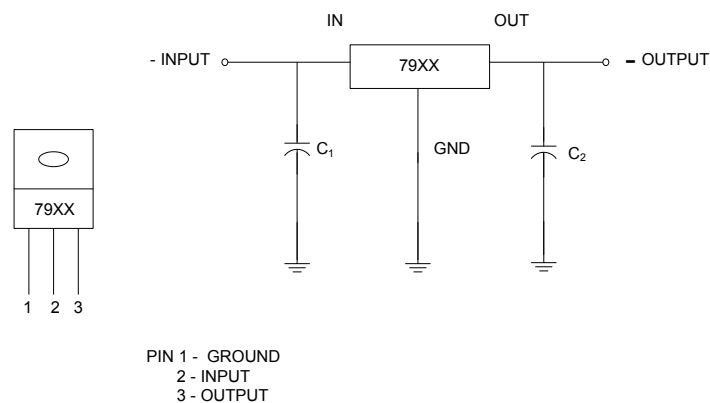 IN OUT
- INPUT 79XX - OUTPUT
C₁ GND C₂
79XX
1 2 3
PIN 1 - GROUND
2 - INPUT
3 - OUTPUT